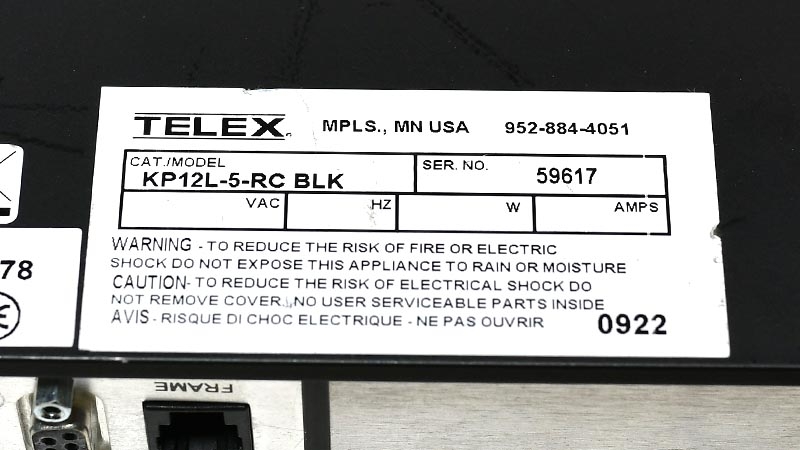 TELEX MPLS., MN USA 952-884-4051
CAT./MODEL
KP12L-5-RC BLK
SER. NO.
59617
VAC HZ W AMPS
WARNING - TO REDUCE THE RISK OF FIRE OR ELECTRIC
SHOCK DO NOT EXPOSE THIS APPLIANCE TO RAIN OR MOISTURE
CAUTION- TO REDUCE THE RISK OF ELECTRICAL SHOCK DO
NOT REMOVE COVER. NO USER SERVICEABLE PARTS INSIDE
AVIS - RISQUE DI CHOC ELECTRIQUE - NE PAS OUVRIR 0922
78
CE
FRAME